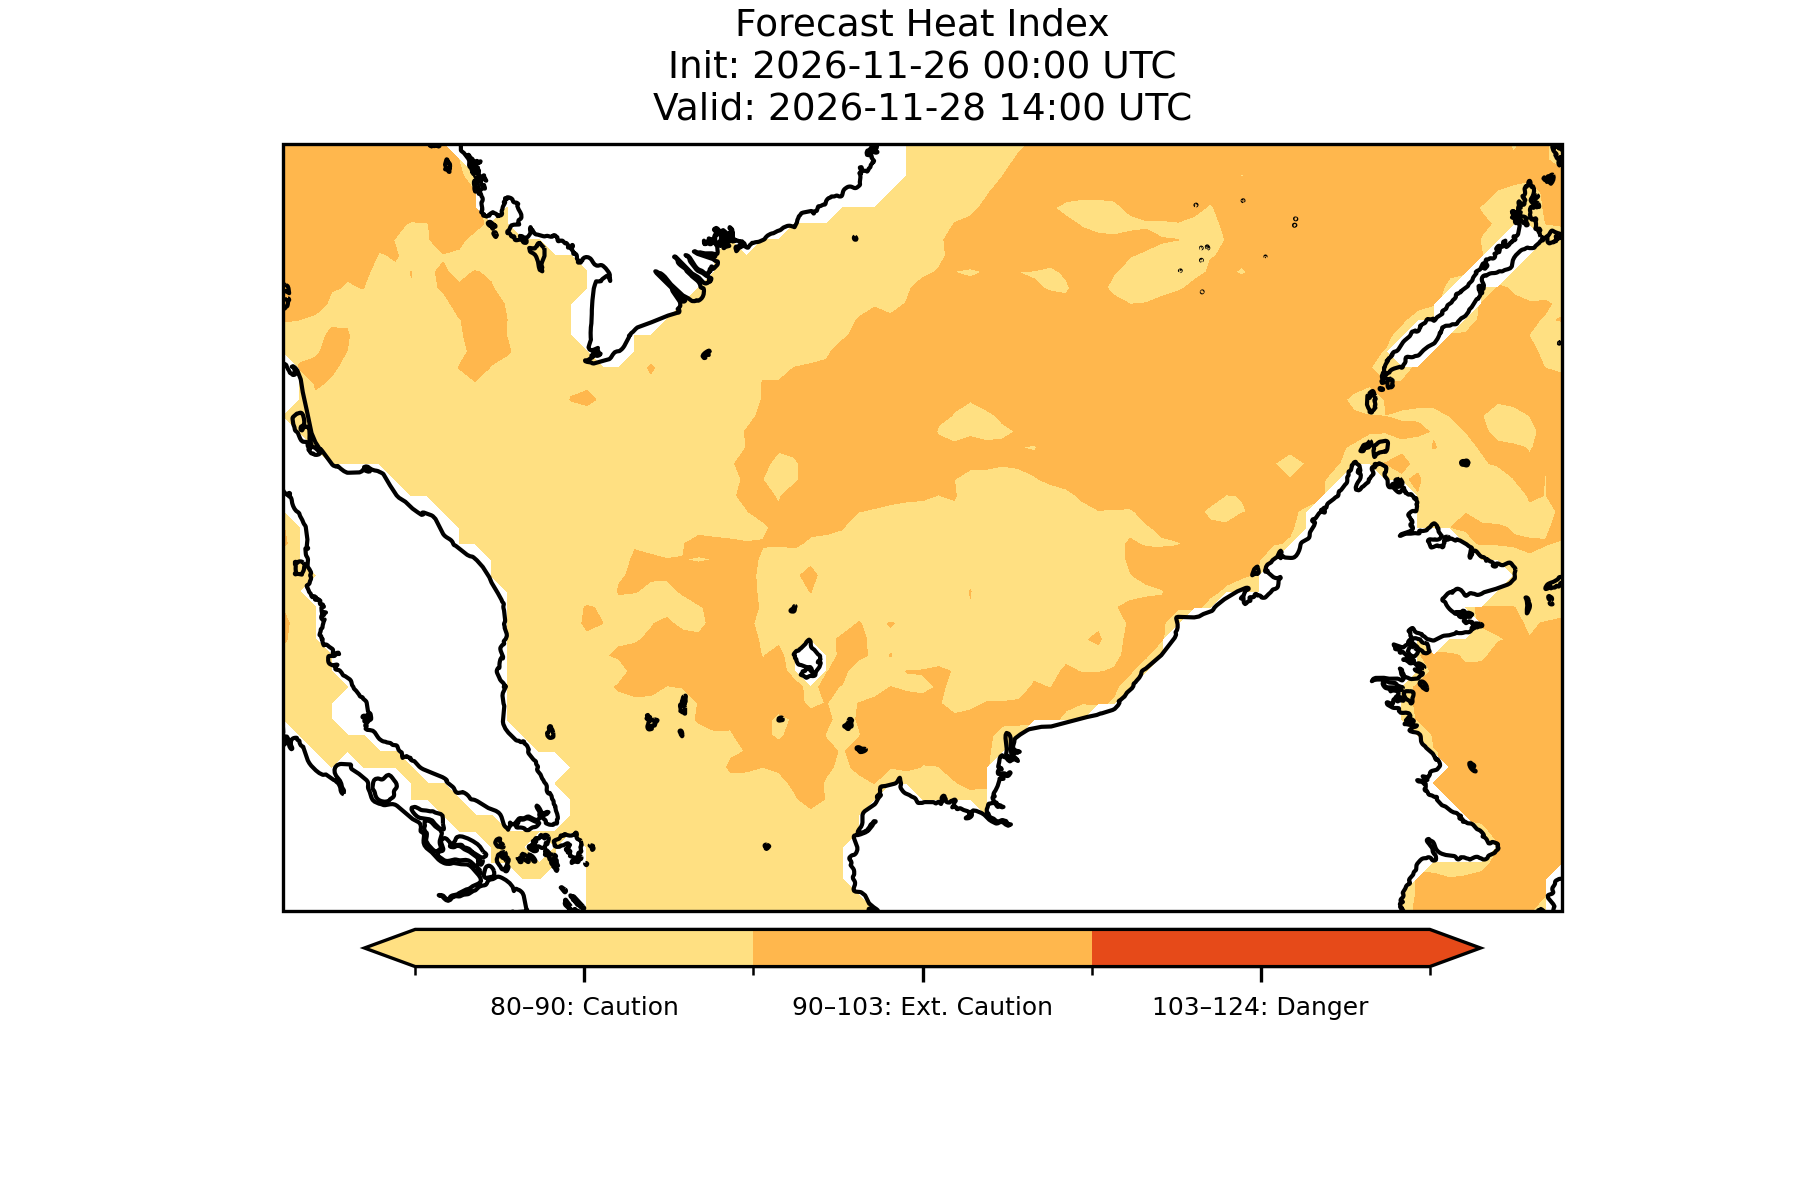 Forecast Heat Index
Init: 2026-11-26 00:00 UTC
Valid: 2026-11-28 14:00 UTC
80–90: Caution
90–103: Ext. Caution
103–124: Danger